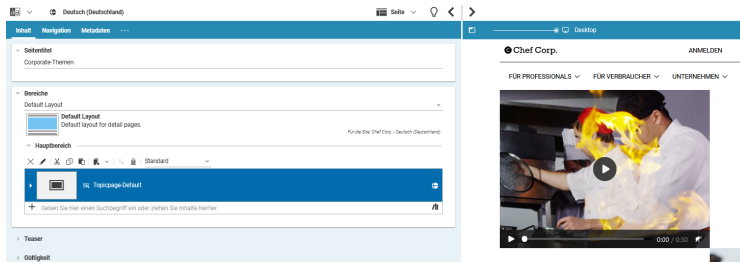 Deutsch (Deutschland)
Seite
Inhalt Navigation Metadaten ···
Seitentitel
Corporate-Themen
Bereiche
Default Layout
Default Layout
Default layout for detail pages.
Für die Site: Chef Corp. - Deutsch (Deutschland)
Hauptbereich
Standard
Topicpage-Default
Geben Sie hier einen Suchbegriff ein oder ziehen Sie Inhalte hierher.
Teaser
Gültigkeit
Desktop
Chef Corp.
ANMELDEN
FÜR PROFESSIONALS FÜR VERBRAUCHER UNTERNEHMEN
0:00 / 0:30